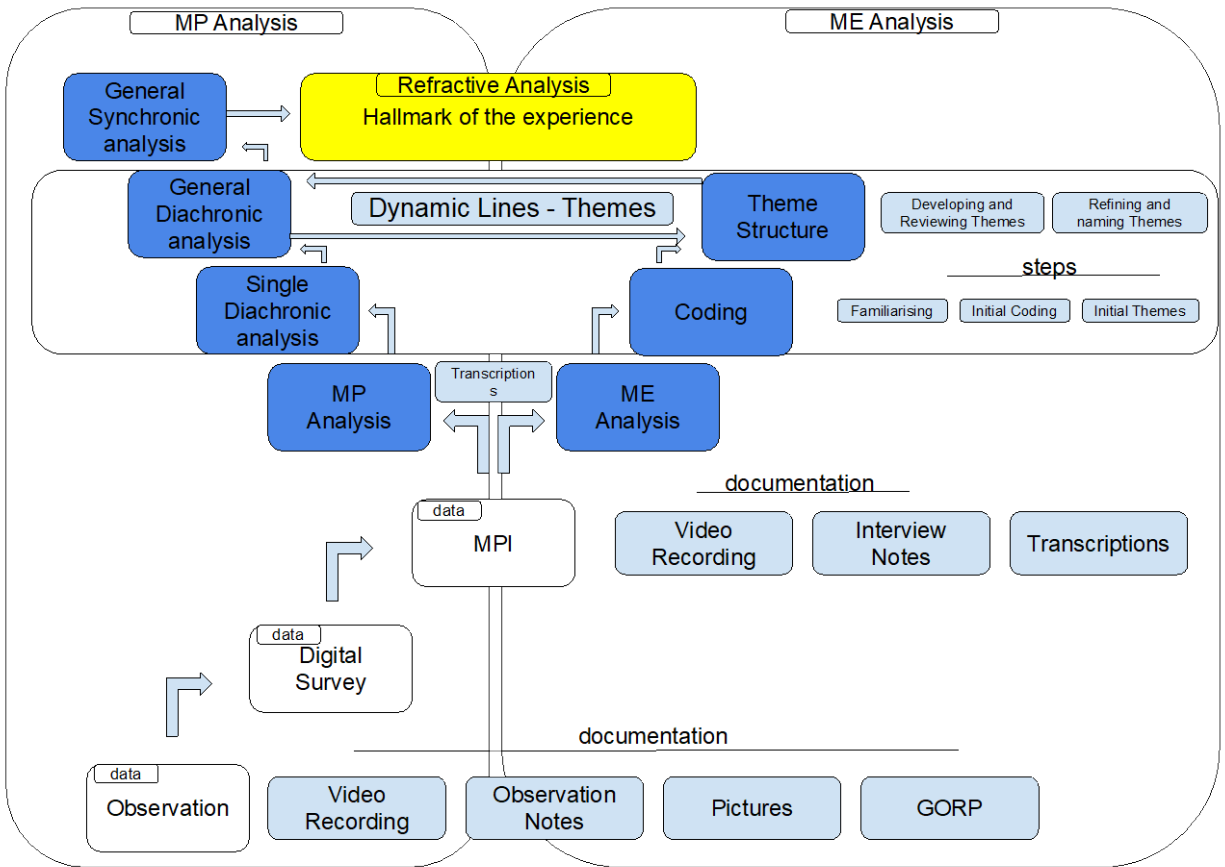 MP Analysis
ME Analysis
General
Synchronic
analysis
Refractive Analysis
Hallmark of the experience
General
Diachronic
analysis
Dynamic Lines - Themes
Theme
Structure
Developing and
Reviewing Themes
Refining and
naming Themes
steps
Single
Diachronic
analysis
Coding
Familiarising
Initial Coding
Initial Themes
MP
Analysis
Transcription
s
ME
Analysis
documentation
data
MPI
Video
Recording
Interview
Notes
Transcriptions
data
Digital
Survey
documentation
data
Observation
Video
Recording
Observation
Notes
Pictures
GORP